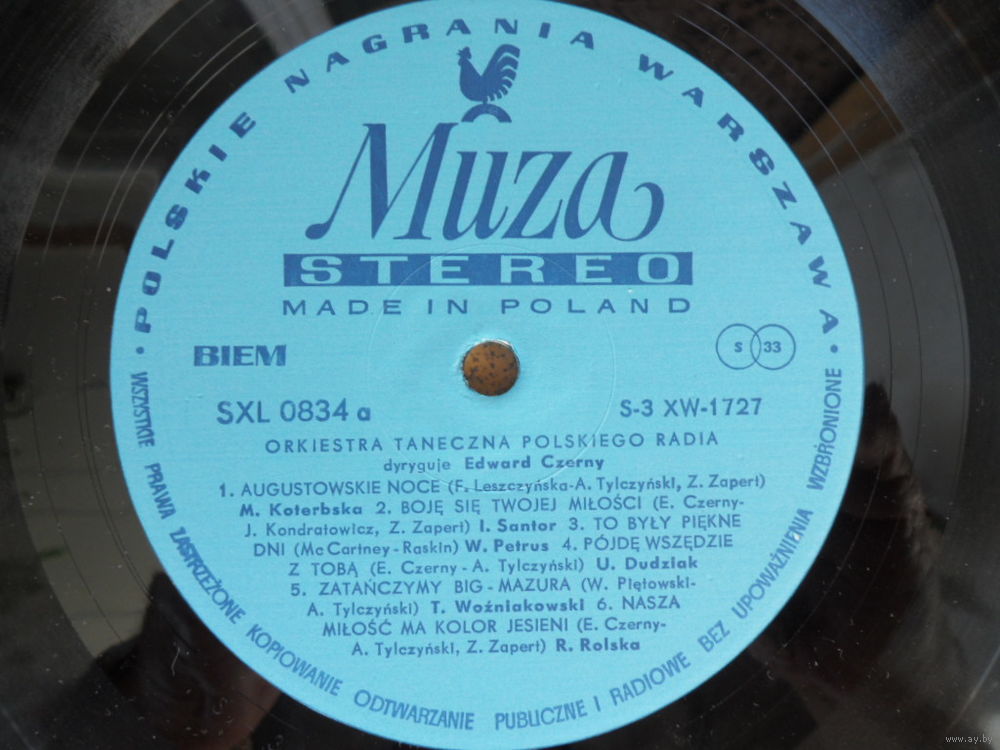 POLSKIE NAGRANIA WARSZAWA
Muza
STEREO
MADE IN POLAND
BIEM
S 33
SXL 0834 a
S-3 XW-1727
ORKIESTRA TANECZNA POLSKIEGO RADIA
dyryguje Edward Czerny
1. AUGUSTOWSKIE NOCE (F. Leszczyńska-A. Tylczyński, Z. Zapert)
M. Koterbska 2. BOJĘ SIĘ TWOJEJ MIŁOŚCI (E. Czerny-
J. Kondratowicz, Z. Zapert) I. Santor 3. TO BYŁY PIĘKNE
DNI (Mc Cartney - Raskin) W. Petrus 4. PÓJDĘ WSZĘDZIE
Z TOBĄ (E. Czerny - A. Tylczyński) U. Dudziak
5. ZATAŃCZYMY BIG - MAZURA (W. Piętowski-
A. Tylczyński) T. Woźniakowski 6. NASZA
MIŁOŚĆ MA KOLOR JESIENI (E. Czerny-
A. Tylczyński, Z. Zapert) R. Rolska
• WSZYSTKIE PRAWA ZASTRZEŻONE KOPIOWANIE ODTWARZANIE PUBLICZNE I RADIOWE BEZ UPOWAŻNIENIA WZBRONIONE •
www.ay.by